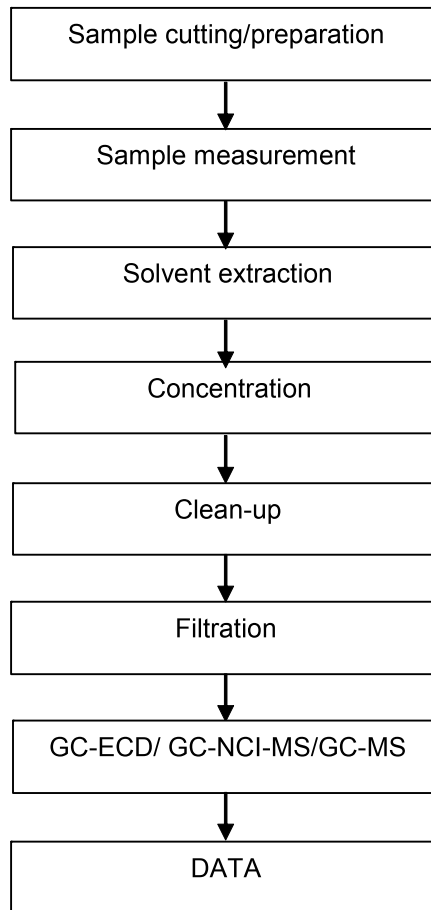 Sample cutting/preparation
Sample measurement
Solvent extraction
Concentration
Clean-up
Filtration
GC-ECD/ GC-NCI-MS/GC-MS
DATA